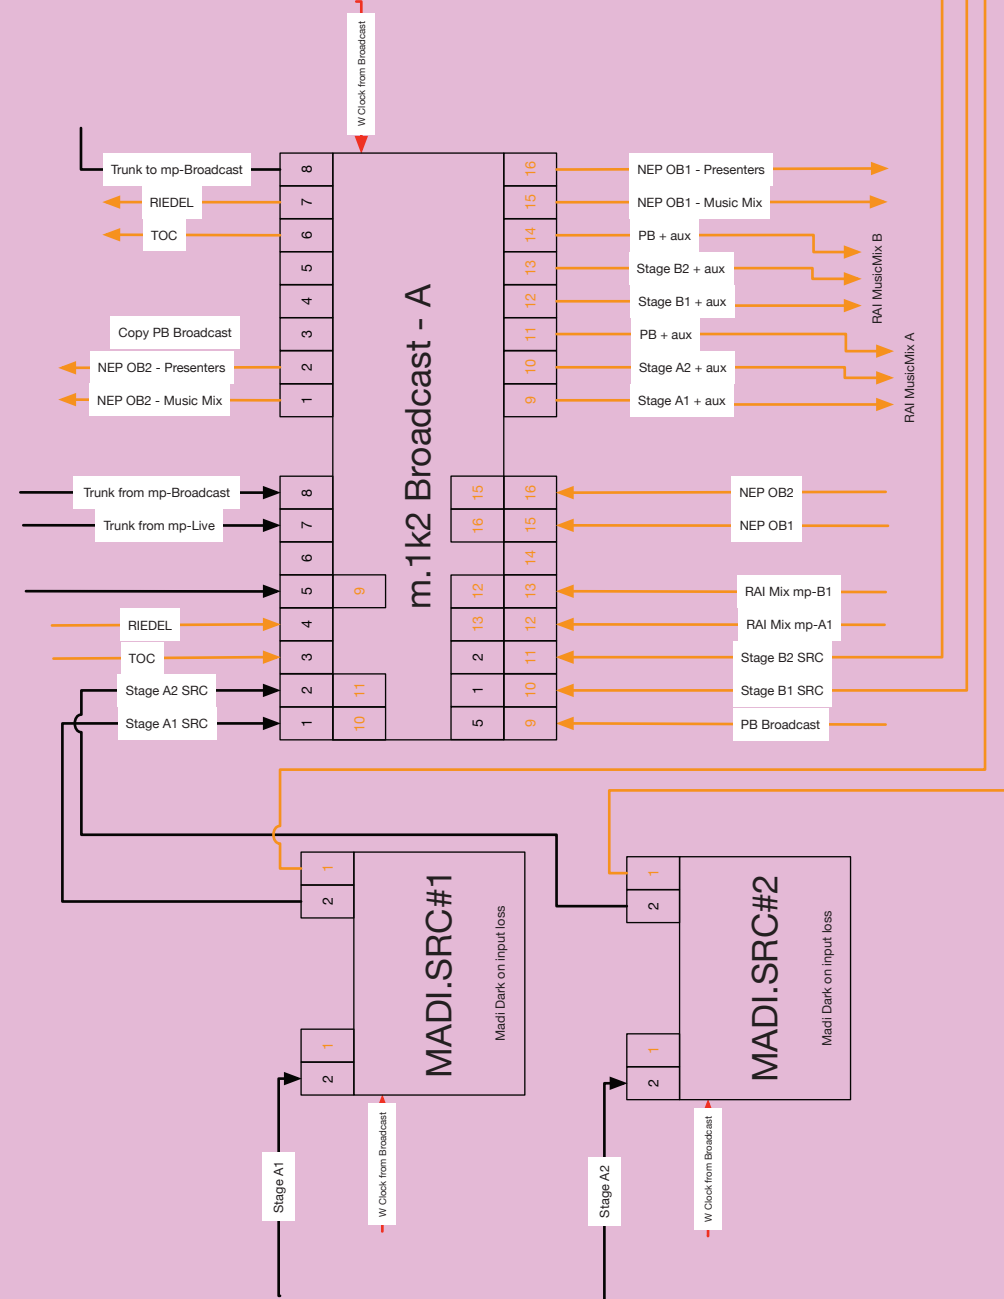 W Clock from Broadcast
m.1k2 Broadcast - A
Trunk to mp-Broadcast
8
RIEDEL
7
TOC
6
5
4
Copy PB Broadcast
3
NEP OB2 - Presenters
2
NEP OB2 - Music Mix
1
16
NEP OB1 - Presenters
15
NEP OB1 - Music Mix
14
PB + aux
13
Stage B2 + aux
12
Stage B1 + aux
RAI MusicMix B
11
PB + aux
10
Stage A2 + aux
9
Stage A1 + aux
RAI MusicMix A
Trunk from mp-Broadcast
8
Trunk from mp-Live
7
6
5
9
RIEDEL
4
TOC
3
Stage A2 SRC
2
11
Stage A1 SRC
1
10
15
16
NEP OB2
16
15
NEP OB1
14
12
13
RAI Mix mp-B1
13
12
RAI Mix mp-A1
2
11
Stage B2 SRC
1
10
Stage B1 SRC
5
9
PB Broadcast
1
2
MADI.SRC#1
Madi Dark on input loss
1
2
Stage A1
W Clock from Broadcast
1
2
MADI.SRC#2
Madi Dark on input loss
1
2
Stage A2
W Clock from Broadcast